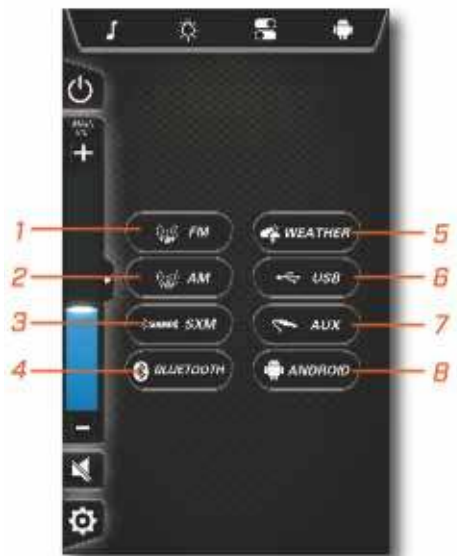 +
1 FM WEATHER 5
2 AM USB 6
3 SXM AUX 7
4 BLUETOOTH ANDROID 8
-